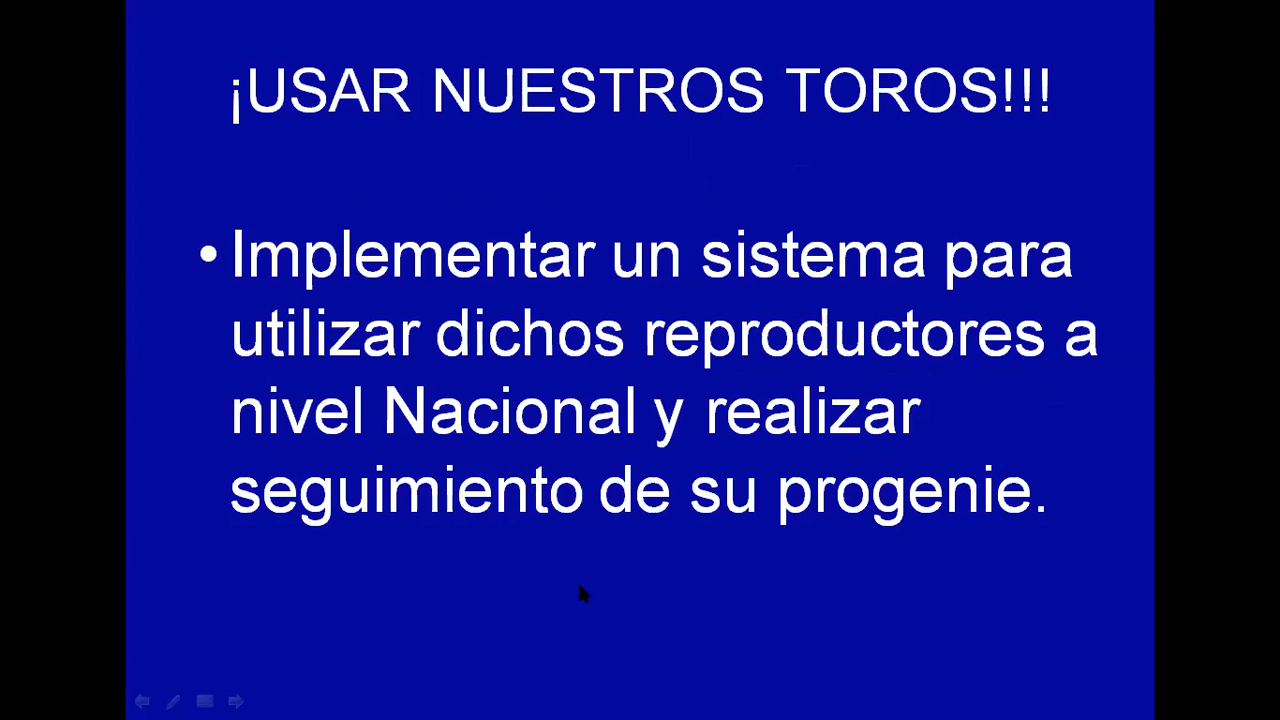 ¡USAR NUESTROS TOROS!!!
• Implementar un sistema para
utilizar dichos reproductores a
nivel Nacional y realizar
seguimiento de su progenie.